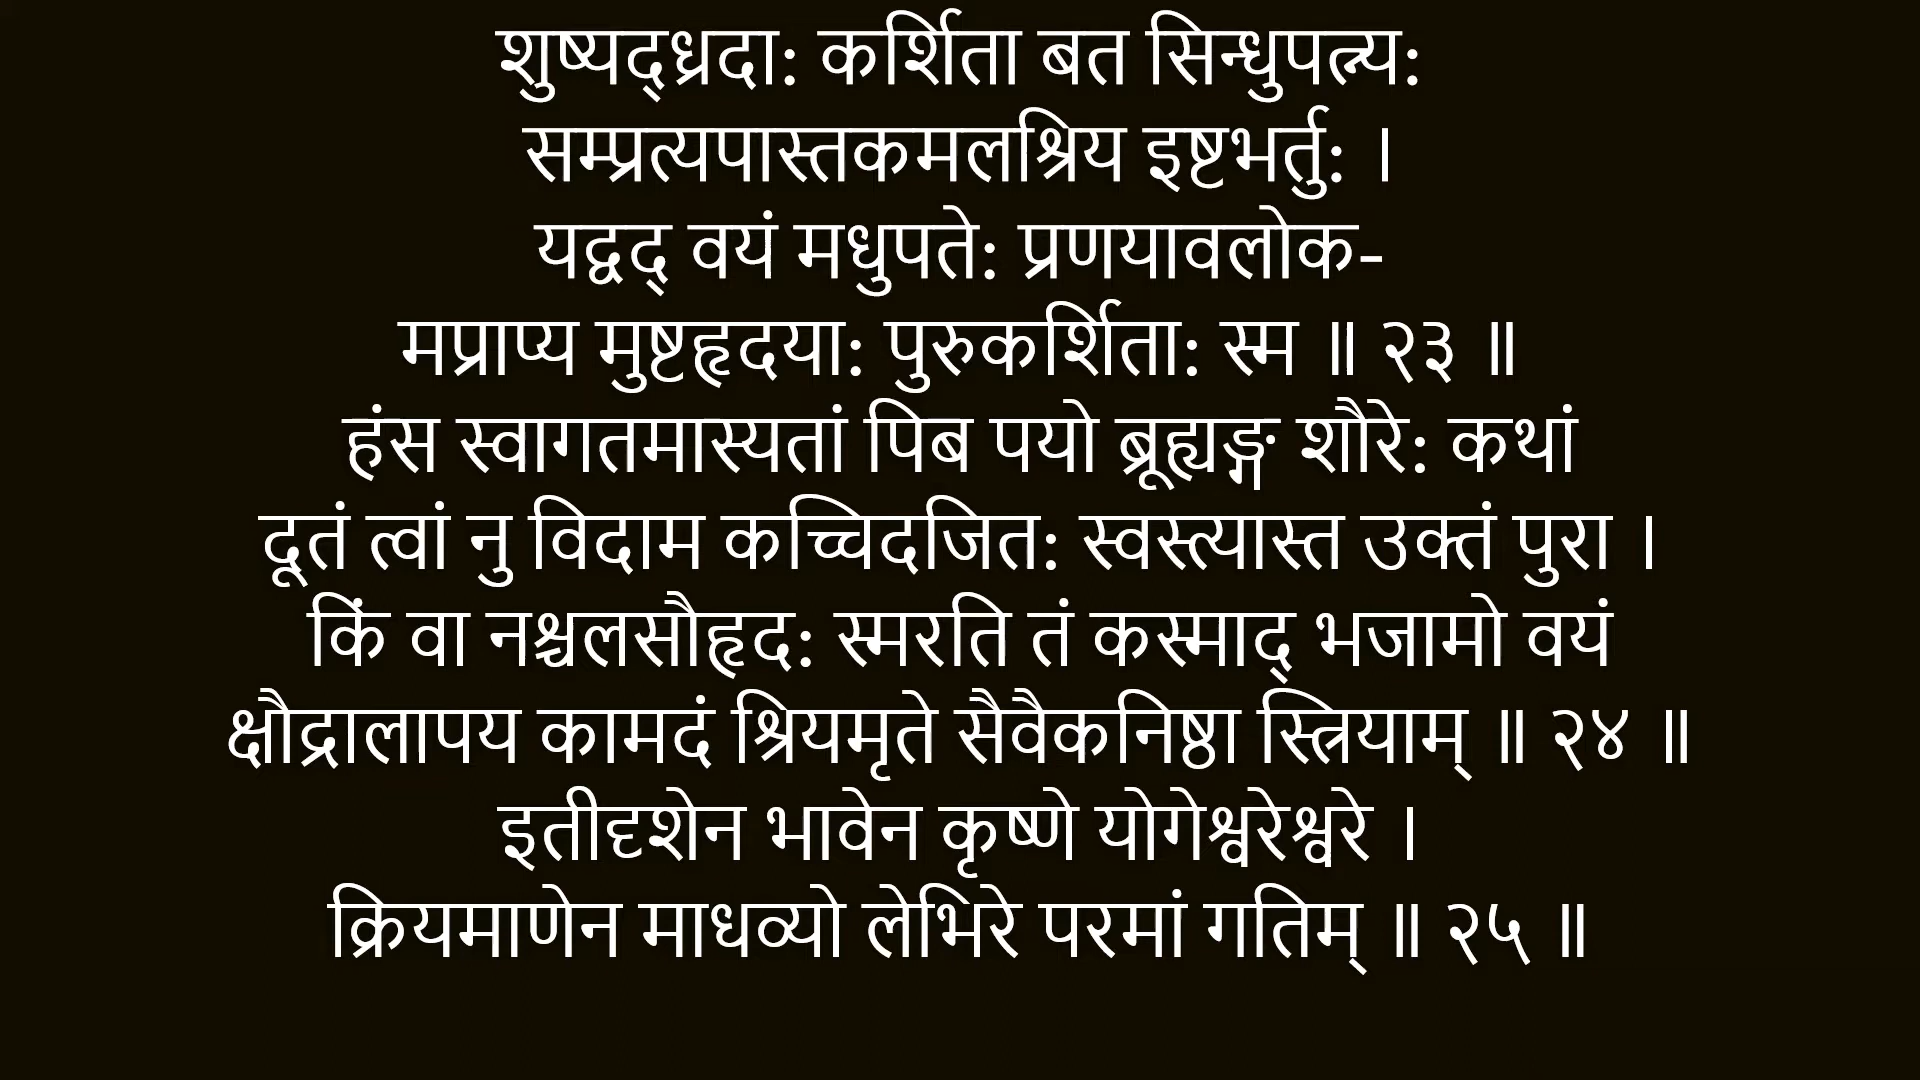 शुष्यद्ध्रदाः कर्शिता बत सिन्धुपत्न्यः
सम्प्रत्यपास्तकमलश्रिय इष्टभर्तुः ।
यद्वद् वयं मधुपतेः प्रणयावलोक-
मप्राप्य मुष्टहृदयाः पुरुकर्शिताः स्म ॥ २३ ॥
हंस स्वागतमास्यतां पिब पयो ब्रूह्यङ्ग शौरेः कथां
दूतं त्वां नु विदाम कच्चिदजितः स्वस्त्यास्त उक्तं पुरा ।
किं वा नश्चलसौहृदः स्मरति तं कस्माद् भजामो वयं
क्षौद्रालापय कामदं श्रियमृते सैवैकनिष्ठा स्त्रियाम् ॥ २४ ॥
इतीदृशेन भावेन कृष्णे योगेश्वरेश्वरे ।
क्रियमाणेन माधव्यो लेभिरे परमां गतिम् ॥ २५ ॥